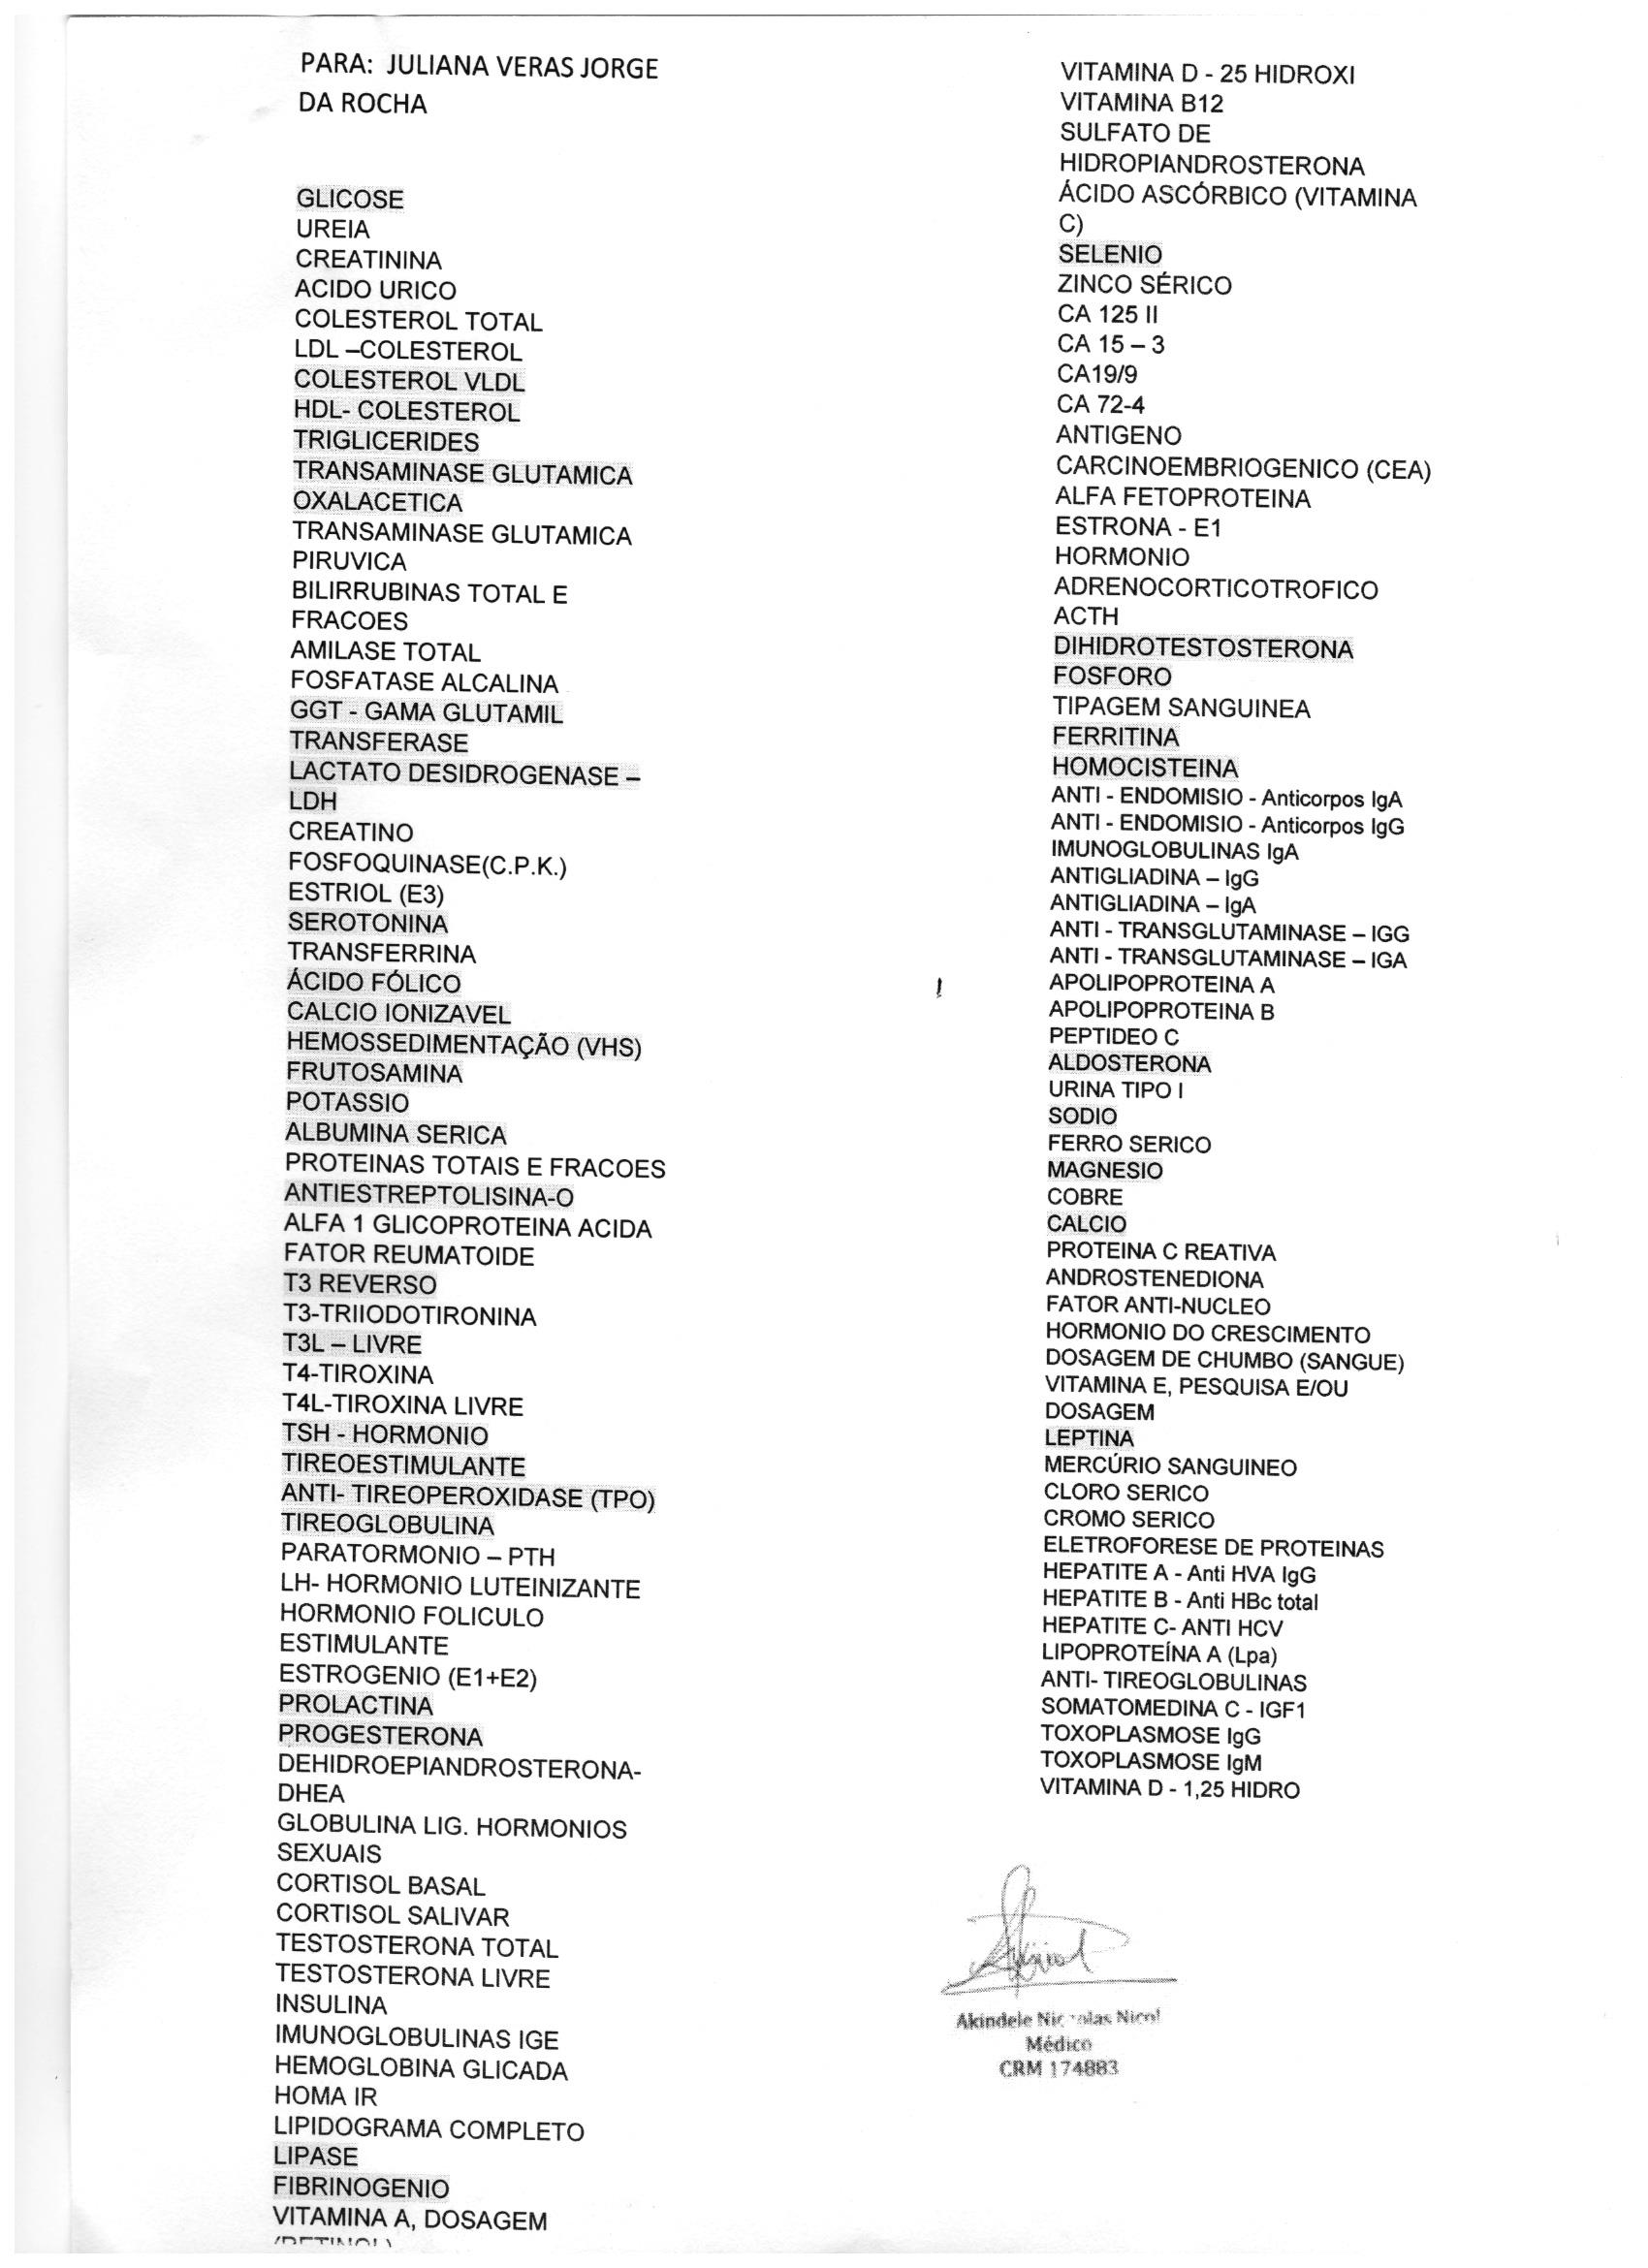 PARA: JULIANA VERAS JORGE
DA ROCHA
GLICOSE
UREIA
CREATININA
ACIDO URICO
COLESTEROL TOTAL
LDL –COLESTEROL
COLESTEROL VLDL
HDL- COLESTEROL
TRIGLICERIDES
TRANSAMINASE GLUTAMICA
OXALACETICA
TRANSAMINASE GLUTAMICA
PIRUVICA
BILIRRUBINAS TOTAL E
FRACOES
AMILASE TOTAL
FOSFATASE ALCALINA
GGT - GAMA GLUTAMIL
TRANSFERASE
LACTATO DESIDROGENASE –
LDH
CREATINO
FOSFOQUINASE(C.P.K.)
ESTRIOL (E3)
SEROTONINA
TRANSFERRINA
ÁCIDO FÓLICO
CALCIO IONIZAVEL
HEMOSSEDIMENTAÇÃO (VHS)
FRUTOSAMINA
POTASSIO
ALBUMINA SERICA
PROTEINAS TOTAIS E FRACOES
ANTIESTREPTOLISINA-O
ALFA 1 GLICOPROTEINA ACIDA
FATOR REUMATOIDE
T3 REVERSO
T3-TRIIODOTIRONINA
T3L – LIVRE
T4-TIROXINA
T4L-TIROXINA LIVRE
TSH - HORMONIO
TIREOESTIMULANTE
ANTI- TIREOPEROXIDASE (TPO)
TIREOGLOBULINA
PARATORMONIO – PTH
LH- HORMONIO LUTEINIZANTE
HORMONIO FOLICULO
ESTIMULANTE
ESTROGENIO (E1+E2)
PROLACTINA
PROGESTERONA
DEHIDROEPIANDROSTERONA-
DHEA
GLOBULINA LIG. HORMONIOS
SEXUAIS
CORTISOL BASAL
CORTISOL SALIVAR
TESTOSTERONA TOTAL
TESTOSTERONA LIVRE
INSULINA
IMUNOGLOBULINAS IGE
HEMOGLOBINA GLICADA
HOMA IR
LIPIDOGRAMA COMPLETO
LIPASE
FIBRINOGENIO
VITAMINA A, DOSAGEM
(RETINOL)
VITAMINA D - 25 HIDROXI
VITAMINA B12
SULFATO DE
HIDROPIANDROSTERONA
ÁCIDO ASCÓRBICO (VITAMINA
C)
SELENIO
ZINCO SÉRICO
CA 125 II
CA 15 – 3
CA19/9
CA 72-4
ANTIGENO
CARCINOEMBRIOGENICO (CEA)
ALFA FETOPROTEINA
ESTRONA - E1
HORMONIO
ADRENOCORTICOTROFICO
ACTH
DIHIDROTESTOSTERONA
FOSFORO
TIPAGEM SANGUINEA
FERRITINA
HOMOCISTEINA
ANTI - ENDOMISIO - Anticorpos IgA
ANTI - ENDOMISIO - Anticorpos IgG
IMUNOGLOBULINAS IgA
ANTIGLIADINA – IgG
ANTIGLIADINA – IgA
ANTI - TRANSGLUTAMINASE – IGG
ANTI - TRANSGLUTAMINASE – IGA
APOLIPOPROTEINA A
APOLIPOPROTEINA B
PEPTIDEO C
ALDOSTERONA
URINA TIPO I
SODIO
FERRO SERICO
MAGNESIO
COBRE
CALCIO
PROTEINA C REATIVA
ANDROSTENEDIONA
FATOR ANTI-NUCLEO
HORMONIO DO CRESCIMENTO
DOSAGEM DE CHUMBO (SANGUE)
VITAMINA E, PESQUISA E/OU
DOSAGEM
LEPTINA
MERCÚRIO SANGUINEO
CLORO SERICO
CROMO SERICO
ELETROFORESE DE PROTEINAS
HEPATITE A - Anti HVA IgG
HEPATITE B - Anti HBc total
HEPATITE C- ANTI HCV
LIPOPROTEÍNA A (Lpa)
ANTI- TIREOGLOBULINAS
SOMATOMEDINA C - IGF1
TOXOPLASMOSE IgG
TOXOPLASMOSE IgM
VITAMINA D - 1,25 HIDRO
Akindele Nicholas Nicol
Médico
CRM 174883